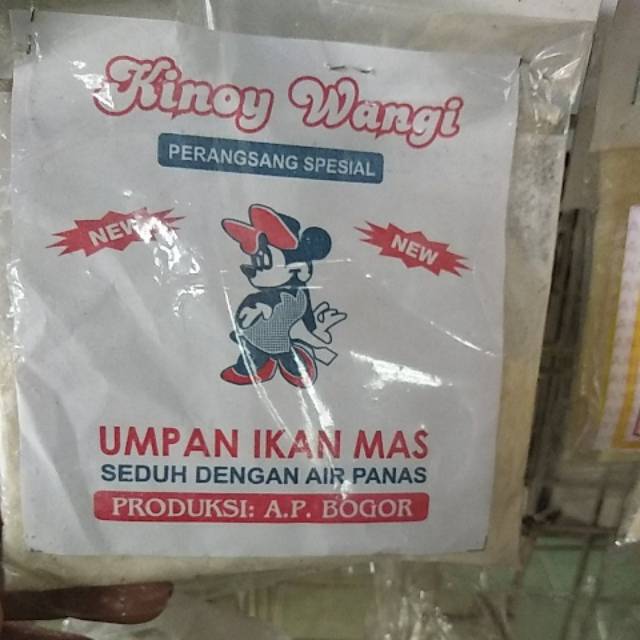 Kinoy Wangi
PERANGSANG SPESIAL
NEW
NEW
UMPAN IKAN MAS
SEDUH DENGAN AIR PANAS
PRODUKSI: A.P. BOGOR